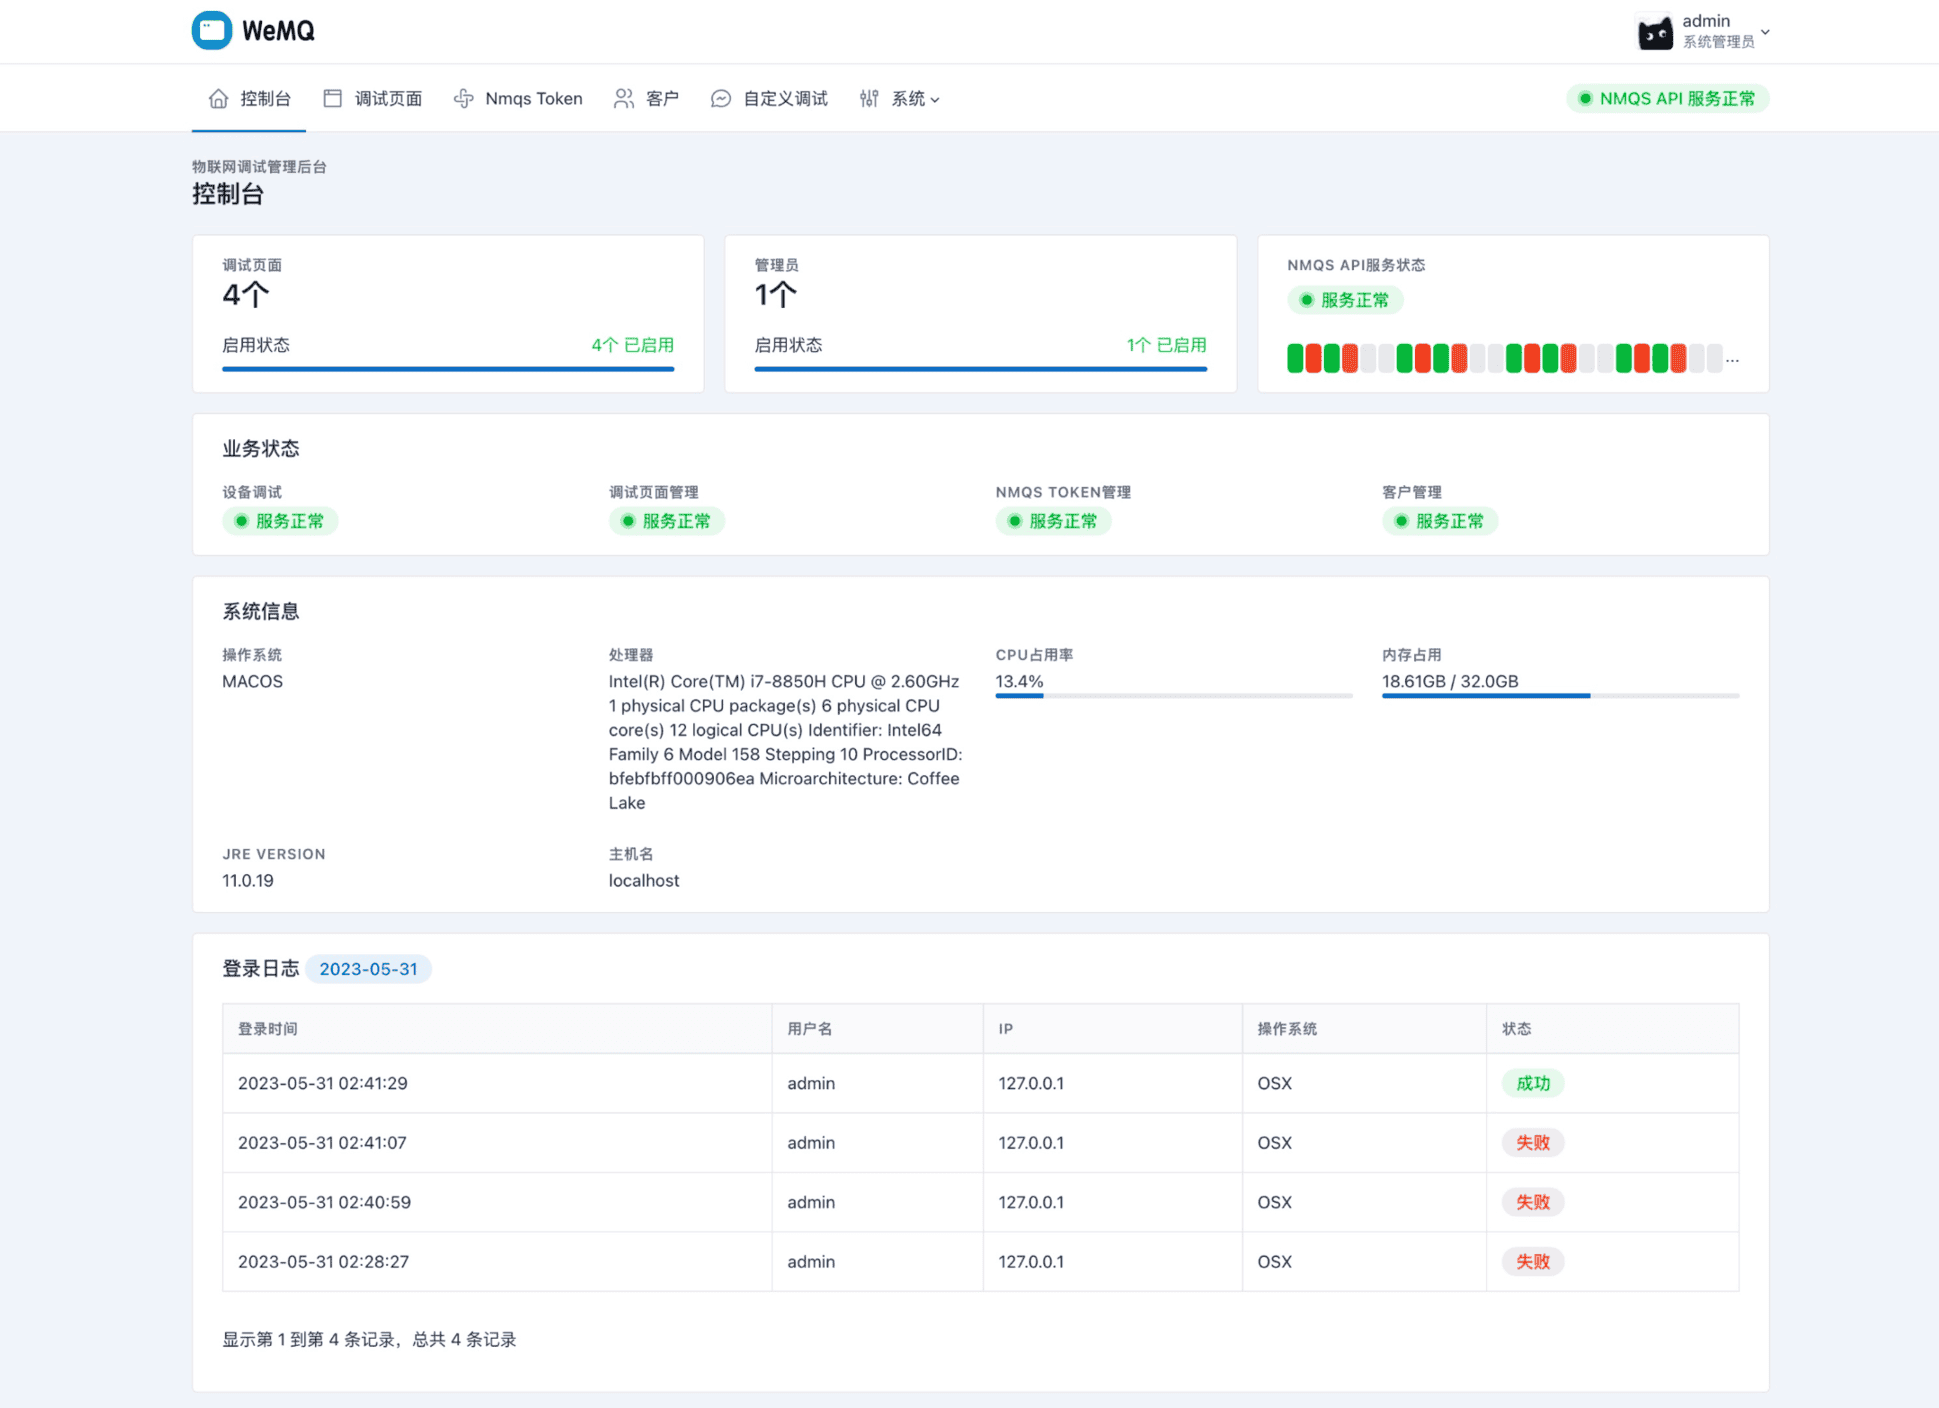 WeMQ
admin
系统管理员
控制台
调试页面
Nmqs Token
客户
自定义调试
系统
NMQS API 服务正常
物联网调试管理后台
控制台
调试页面
4个
启用状态
4个 已启用
管理员
1个
启用状态
1个 已启用
NMQS API服务状态
服务正常
...
业务状态
设备调试
服务正常
调试页面管理
服务正常
NMQS TOKEN管理
服务正常
客户管理
服务正常
系统信息
操作系统
MACOS
处理器
Intel(R) Core(TM) i7-8850H CPU @ 2.60GHz
1 physical CPU package(s) 6 physical CPU
core(s) 12 logical CPU(s) Identifier: Intel64
Family 6 Model 158 Stepping 10 ProcessorID:
bfebfbff000906ea Microarchitecture: Coffee
Lake
CPU占用率
13.4%
内存占用
18.61GB / 32.0GB
JRE VERSION
11.0.19
主机名
localhost
登录日志 2023-05-31
登录时间 用户名 IP 操作系统 状态
2023-05-31 02:41:29 admin 127.0.0.1 OSX 成功
2023-05-31 02:41:07 admin 127.0.0.1 OSX 失败
2023-05-31 02:40:59 admin 127.0.0.1 OSX 失败
2023-05-31 02:28:27 admin 127.0.0.1 OSX 失败
显示第 1 到第 4 条记录，总共 4 条记录